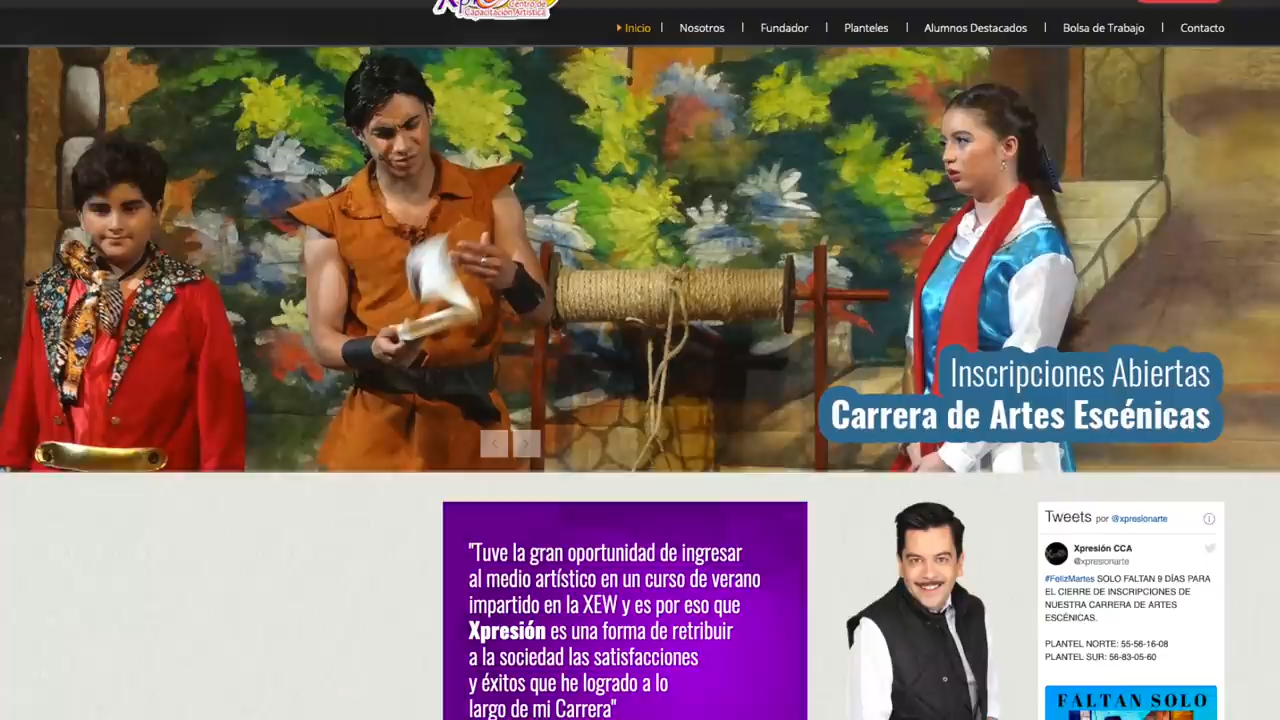 Centro de
Capacitación Artística
Inicio
Nosotros
Fundador
Planteles
Alumnos Destacados
Bolsa de Trabajo
Contacto
Inscripciones Abiertas
Carrera de Artes Escénicas
"Tuve la gran oportunidad de ingresar
al medio artístico en un curso de verano
impartido en la XEW y es por eso que
Xpresión es una forma de retribuir
a la sociedad las satisfacciones
y éxitos que he logrado a lo
largo de mi Carrera"
Tweets por @xpresionarte
Xpresión CCA
@xpresionarte
#FelizMartes SOLO FALTAN 9 DÍAS PARA
EL CIERRE DE INSCRIPCIONES DE
NUESTRA CARRERA DE ARTES
ESCÉNICAS.
PLANTEL NORTE: 55-56-16-08
PLANTEL SUR: 56-83-05-60
FALTAN SOLO